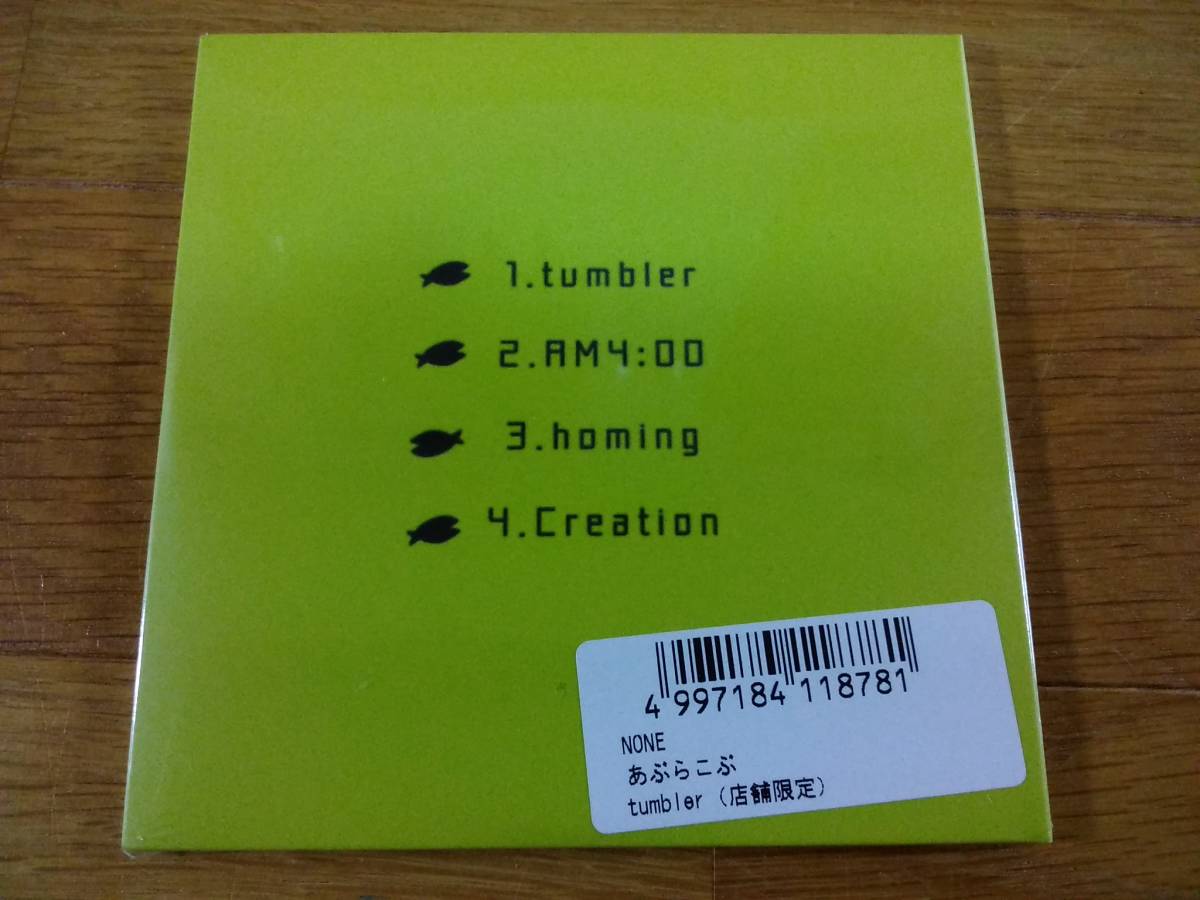 1.tumbler
2.AM4:00
3.homing
4.Creation
4 997184 118781
NONE
あぶらこぶ
tumbler (店舗限定)